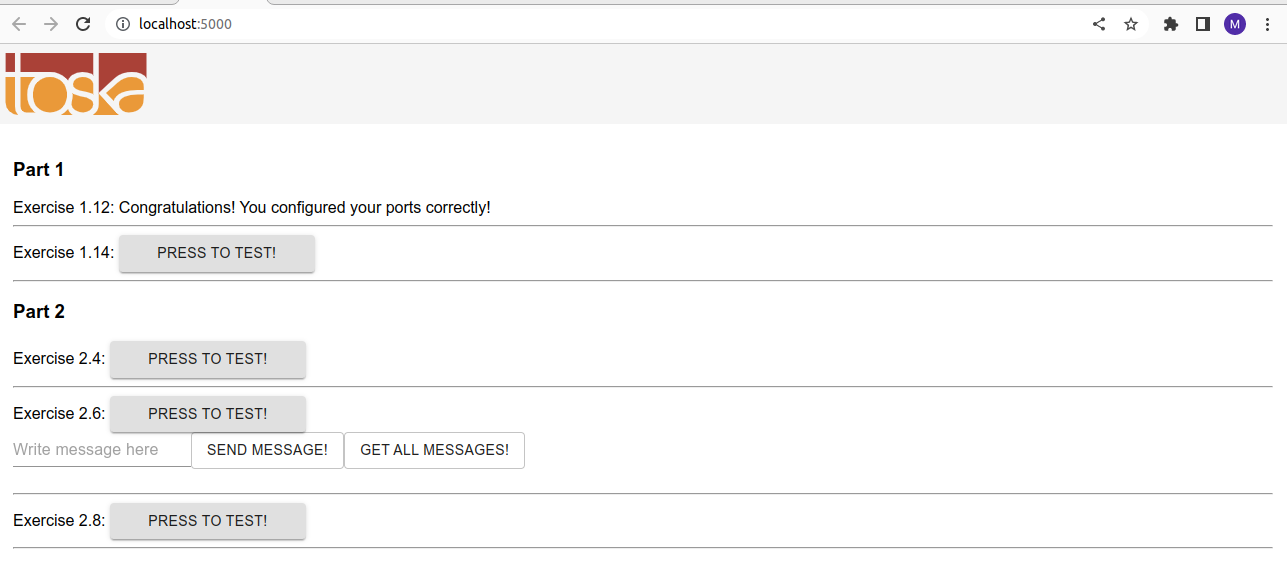 localhost:5000
M
toska
Part 1
Exercise 1.12: Congratulations! You configured your ports correctly!
Exercise 1.14: PRESS TO TEST!
Part 2
Exercise 2.4: PRESS TO TEST!
Exercise 2.6: PRESS TO TEST!
Write message here SEND MESSAGE! GET ALL MESSAGES!
Exercise 2.8: PRESS TO TEST!